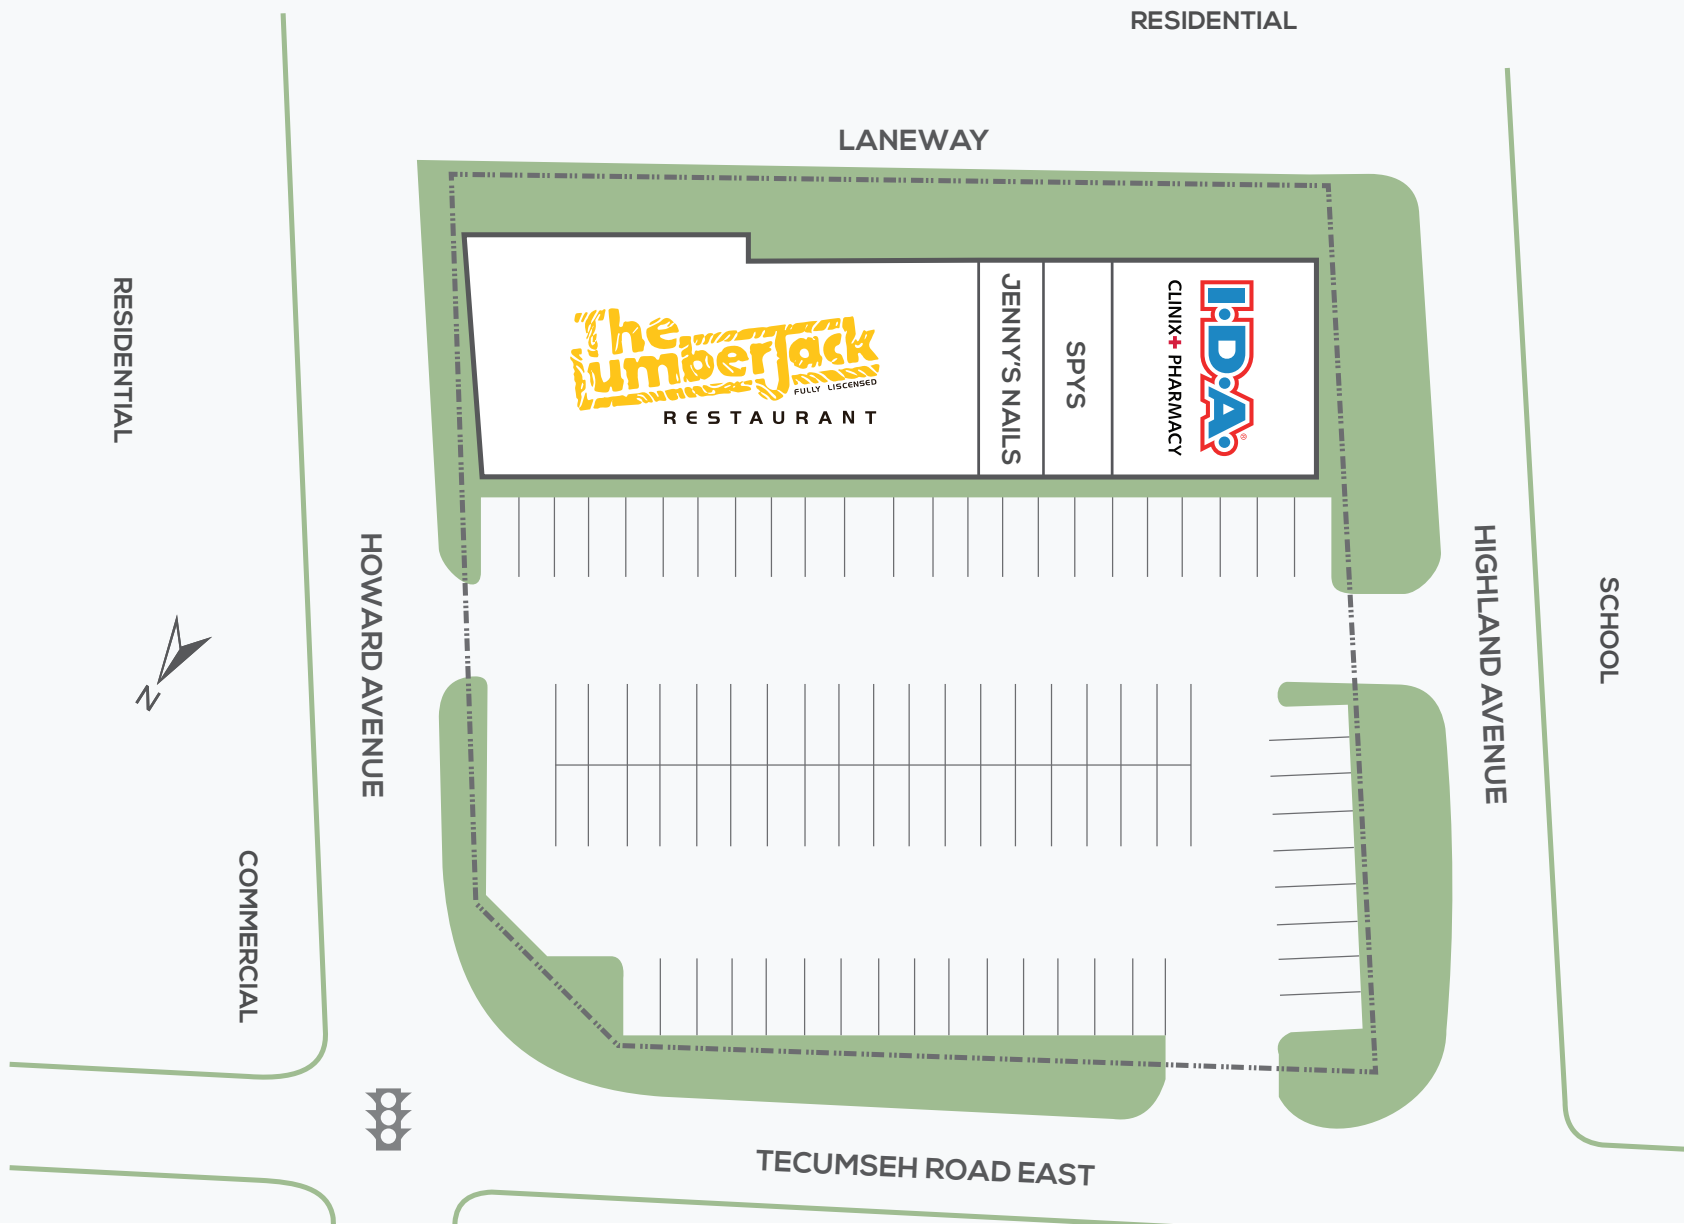 RESIDENTIAL
LANEWAY
RESIDENTIAL
The
LumberJack
FULLY LISCENSED
RESTAURANT
JENNY'S NAILS
SPYS
CLINIX+ PHARMACY
I·D·A·®
HOWARD AVENUE
HIGHLAND AVENUE
SCHOOL
N
COMMERCIAL
TECUMSEH ROAD EAST